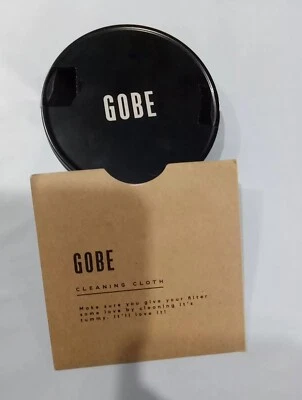 GOBE
GOBE
CLEANING CLOTH
Make sure you give your filter
some love by cleaning it's
tummy. It'll love it!